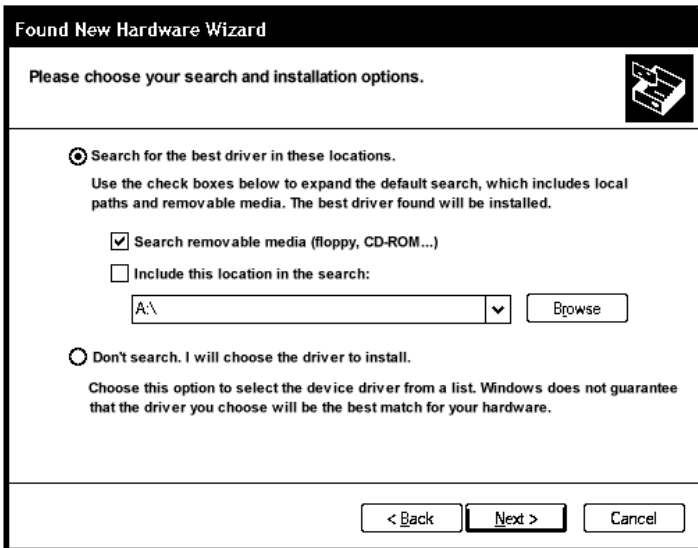 Found New Hardware Wizard
Please choose your search and installation options.
Search for the best driver in these locations.
Use the check boxes below to expand the default search, which includes local
paths and removable media. The best driver found will be installed.
Search removable media (floppy, CD-ROM...)
Include this location in the search:
A:\
Browse
Don't search. I will choose the driver to install.
Choose this option to select the device driver from a list. Windows does not guarantee
that the driver you choose will be the best match for your hardware.
< Back
Next >
Cancel